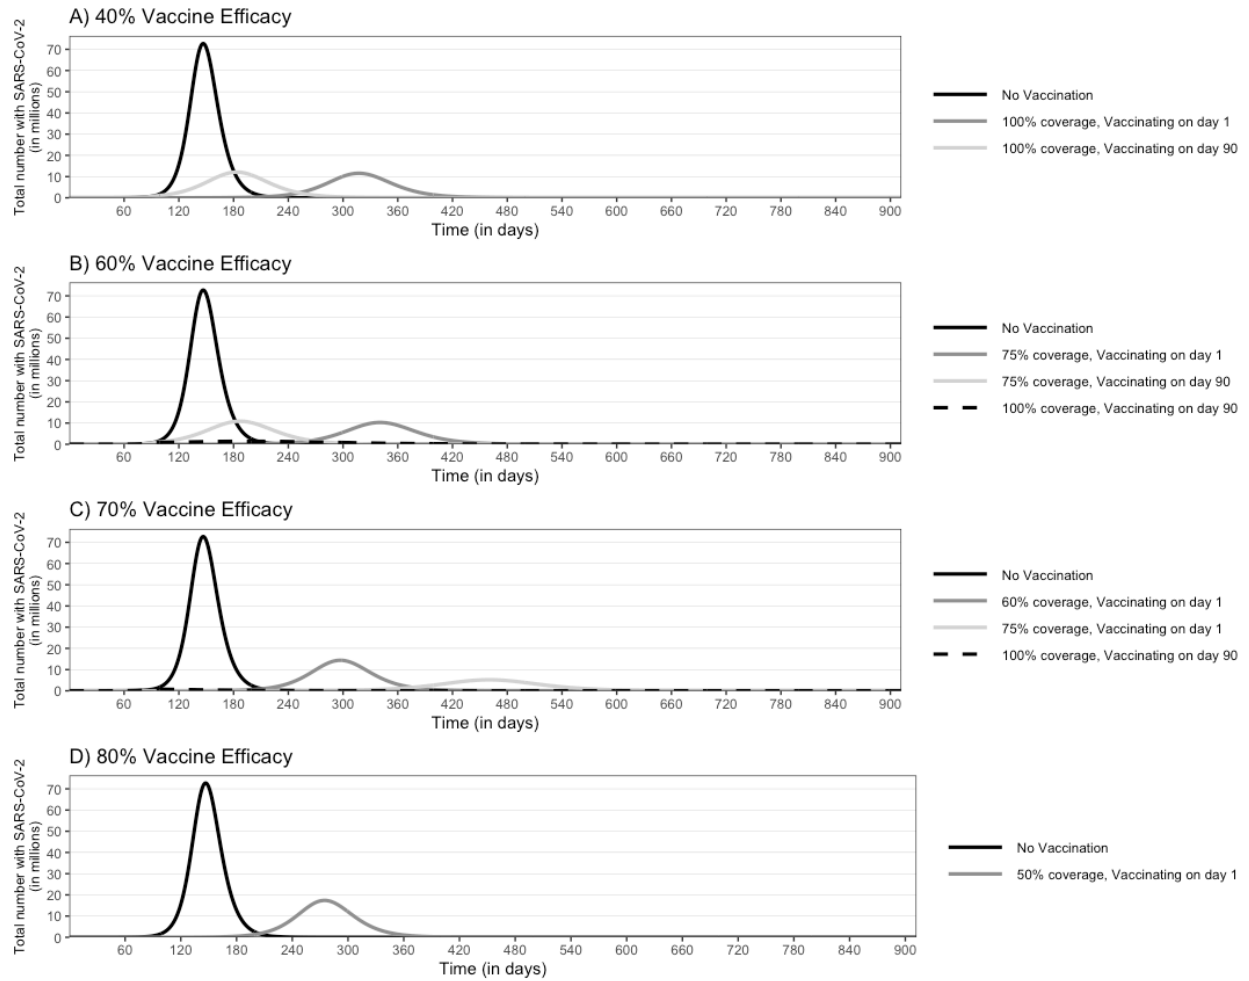 A) 40% Vaccine Efficacy
Total number with SARS-CoV-2
(in millions)
70
60
50
40
30
20
10
0
60 120 180 240 300 360 420 480 540 600 660 720 780 840 900
Time (in days)
No Vaccination
100% coverage, Vaccinating on day 1
100% coverage, Vaccinating on day 90
B) 60% Vaccine Efficacy
Total number with SARS-CoV-2
(in millions)
70
60
50
40
30
20
10
0
60 120 180 240 300 360 420 480 540 600 660 720 780 840 900
Time (in days)
No Vaccination
75% coverage, Vaccinating on day 1
75% coverage, Vaccinating on day 90
100% coverage, Vaccinating on day 90
C) 70% Vaccine Efficacy
Total number with SARS-CoV-2
(in millions)
70
60
50
40
30
20
10
0
60 120 180 240 300 360 420 480 540 600 660 720 780 840 900
Time (in days)
No Vaccination
60% coverage, Vaccinating on day 1
75% coverage, Vaccinating on day 1
100% coverage, Vaccinating on day 90
D) 80% Vaccine Efficacy
Total number with SARS-CoV-2
(in millions)
70
60
50
40
30
20
10
0
60 120 180 240 300 360 420 480 540 600 660 720 780 840 900
Time (in days)
No Vaccination
50% coverage, Vaccinating on day 1